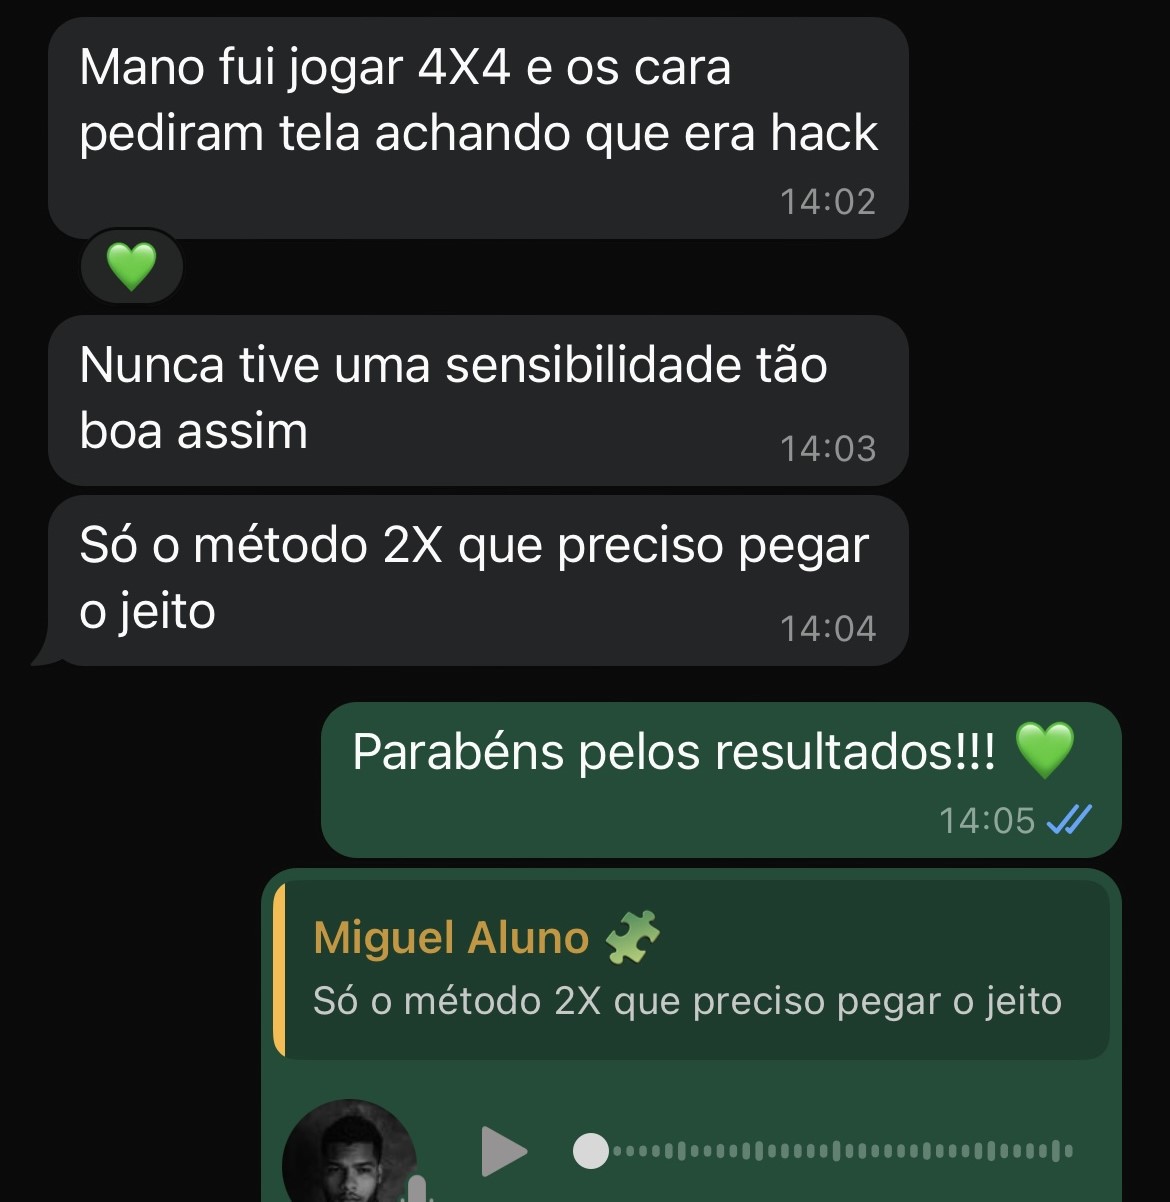 Mano fui jogar 4X4 e os cara
pediram tela achando que era hack
14:02
💚
Nunca tive uma sensibilidade tão
boa assim
14:03
Só o método 2X que preciso pegar
o jeito
14:04
Parabéns pelos resultados!!! 💚
14:05
Miguel Aluno 🧩
Só o método 2X que preciso pegar o jeito